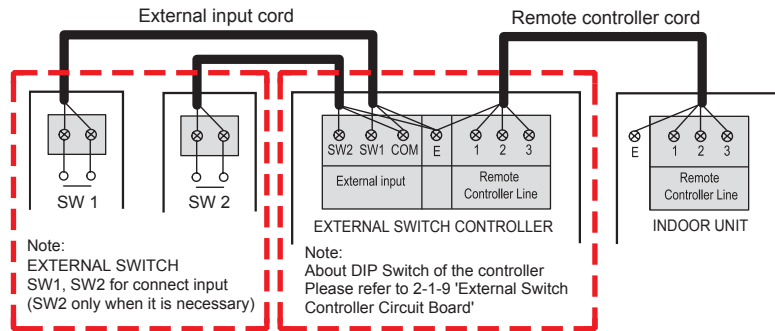 External input cord
Remote controller cord
SW2 SW1 COM
E
1 2 3
External input
Remote
Controller Line
E
1 2 3
Remote
Controller Line
SW 1
SW 2
EXTERNAL SWITCH CONTROLLER
INDOOR UNIT
Note:
EXTERNAL SWITCH
SW1, SW2 for connect input
(SW2 only when it is necessary)
Note:
About DIP Switch of the controller
Please refer to 2-1-9 'External Switch
Controller Circuit Board'